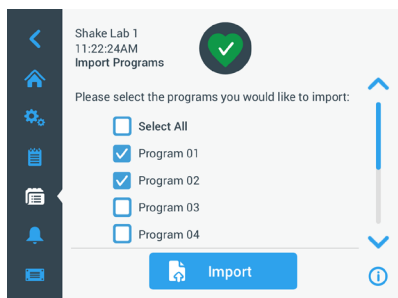 Shake Lab 1
11:22:24AM
Import Programs
Please select the programs you would like to import:
Select All
Program 01
Program 02
Program 03
Program 04
Import